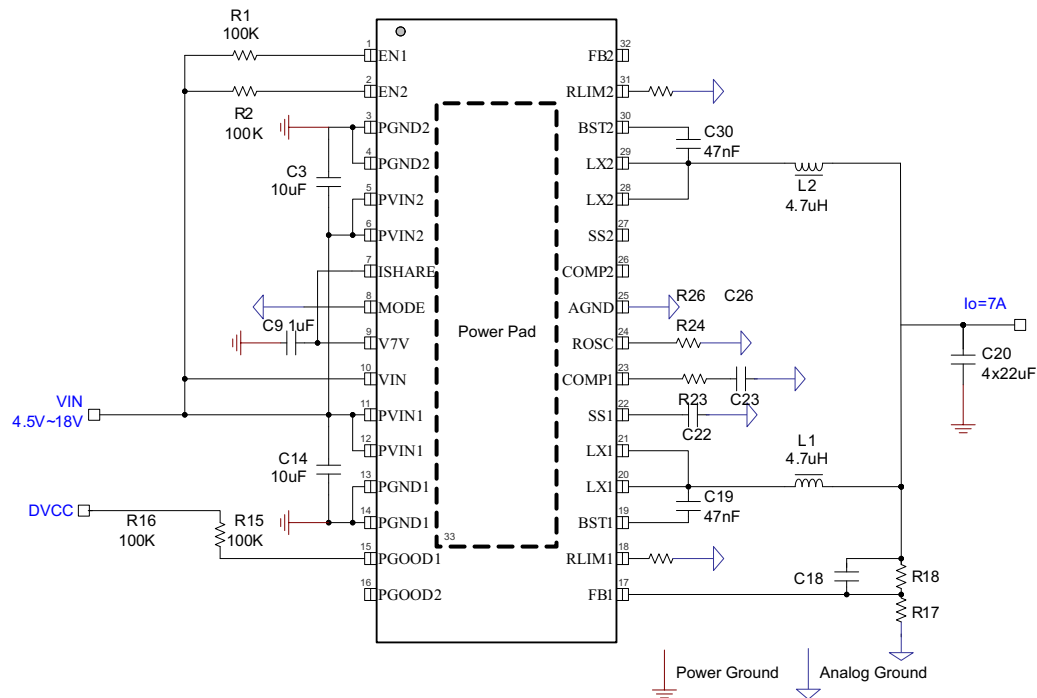 R1
100K
R2
100K
C3
10uF
C9 1uF
VIN
4.5V~18V
C14
10uF
DVCC
R16
100K
R15
100K
1 EN1
2 EN2
3 PGND2
4 PGND2
5 PVIN2
6 PVIN2
7 ISHARE
8 MODE
9 V7V
10 VIN
11 PVIN1
12 PVIN1
13 PGND1
14 PGND1
15 PGOOD1
16 PGOOD2
Power Pad
33
FB2 32
RLIM2 31
BST2 30
LX2 29
LX2 28
SS2 27
COMP2 26
AGND 25
ROSC 24
COMP1 23
SS1 22
LX1 21
LX1 20
BST1 19
RLIM1 18
FB1 17
C30
47nF
L2
4.7uH
R26
C26
R24
R23
C23
C22
L1
4.7uH
C19
47nF
Io=7A
C20
4x22uF
C18
R18
R17
Power Ground
Analog Ground